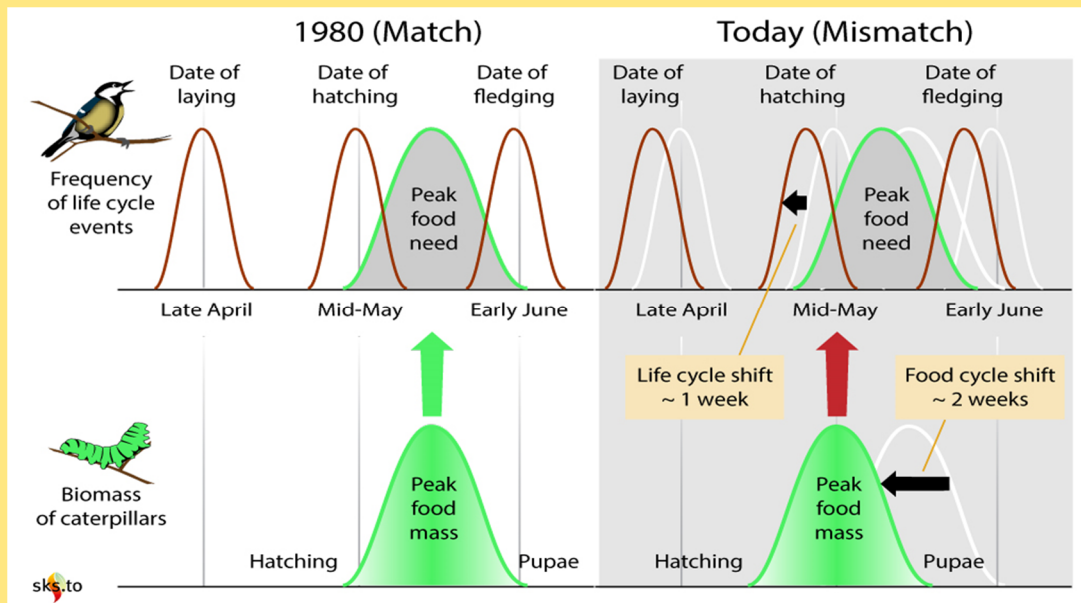 1980 (Match)
Date of
laying
Date of
hatching
Date of
fledging
Frequency
of life cycle
events
Peak
food
need
Late April
Mid-May
Early June
Biomass
of caterpillars
Peak
food
mass
Hatching
Pupae
sks.to
Today (Mismatch)
Date of
laying
Date of
hatching
Date of
fledging
Peak
food
need
Late April
Mid-May
Early June
Life cycle shift
~ 1 week
Food cycle shift
~ 2 weeks
Peak
food
mass
Hatching
Pupae